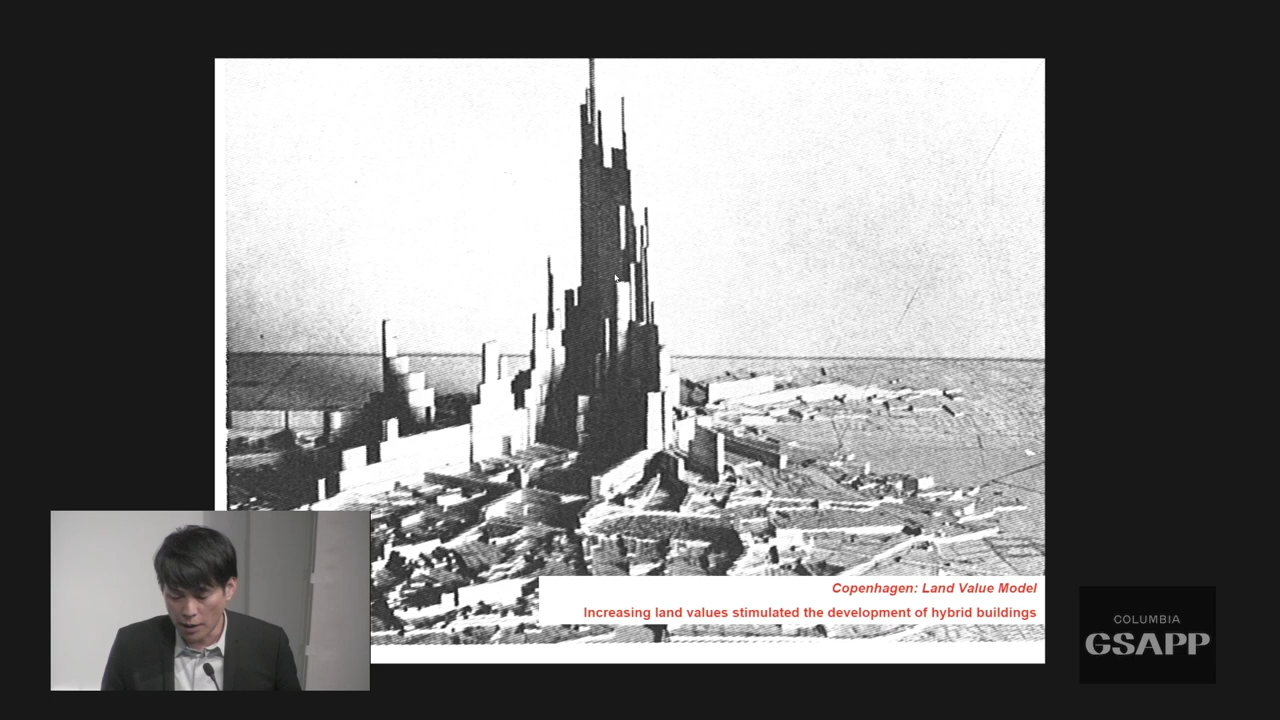 Copenhagen: Land Value Model
Increasing land values stimulated the development of hybrid buildings
COLUMBIA
GSAPP